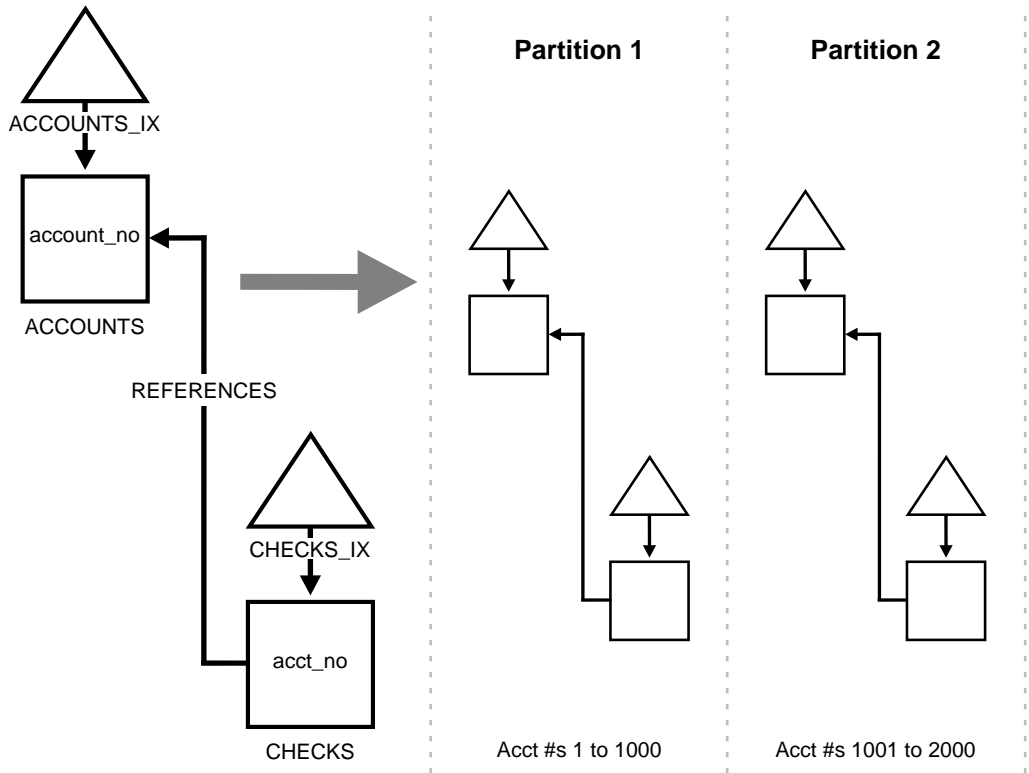 Partition 1
Partition 2
ACCOUNTS_IX
account_no
ACCOUNTS
REFERENCES
CHECKS_IX
acct_no
CHECKS
Acct #s 1 to 1000
Acct #s 1001 to 2000